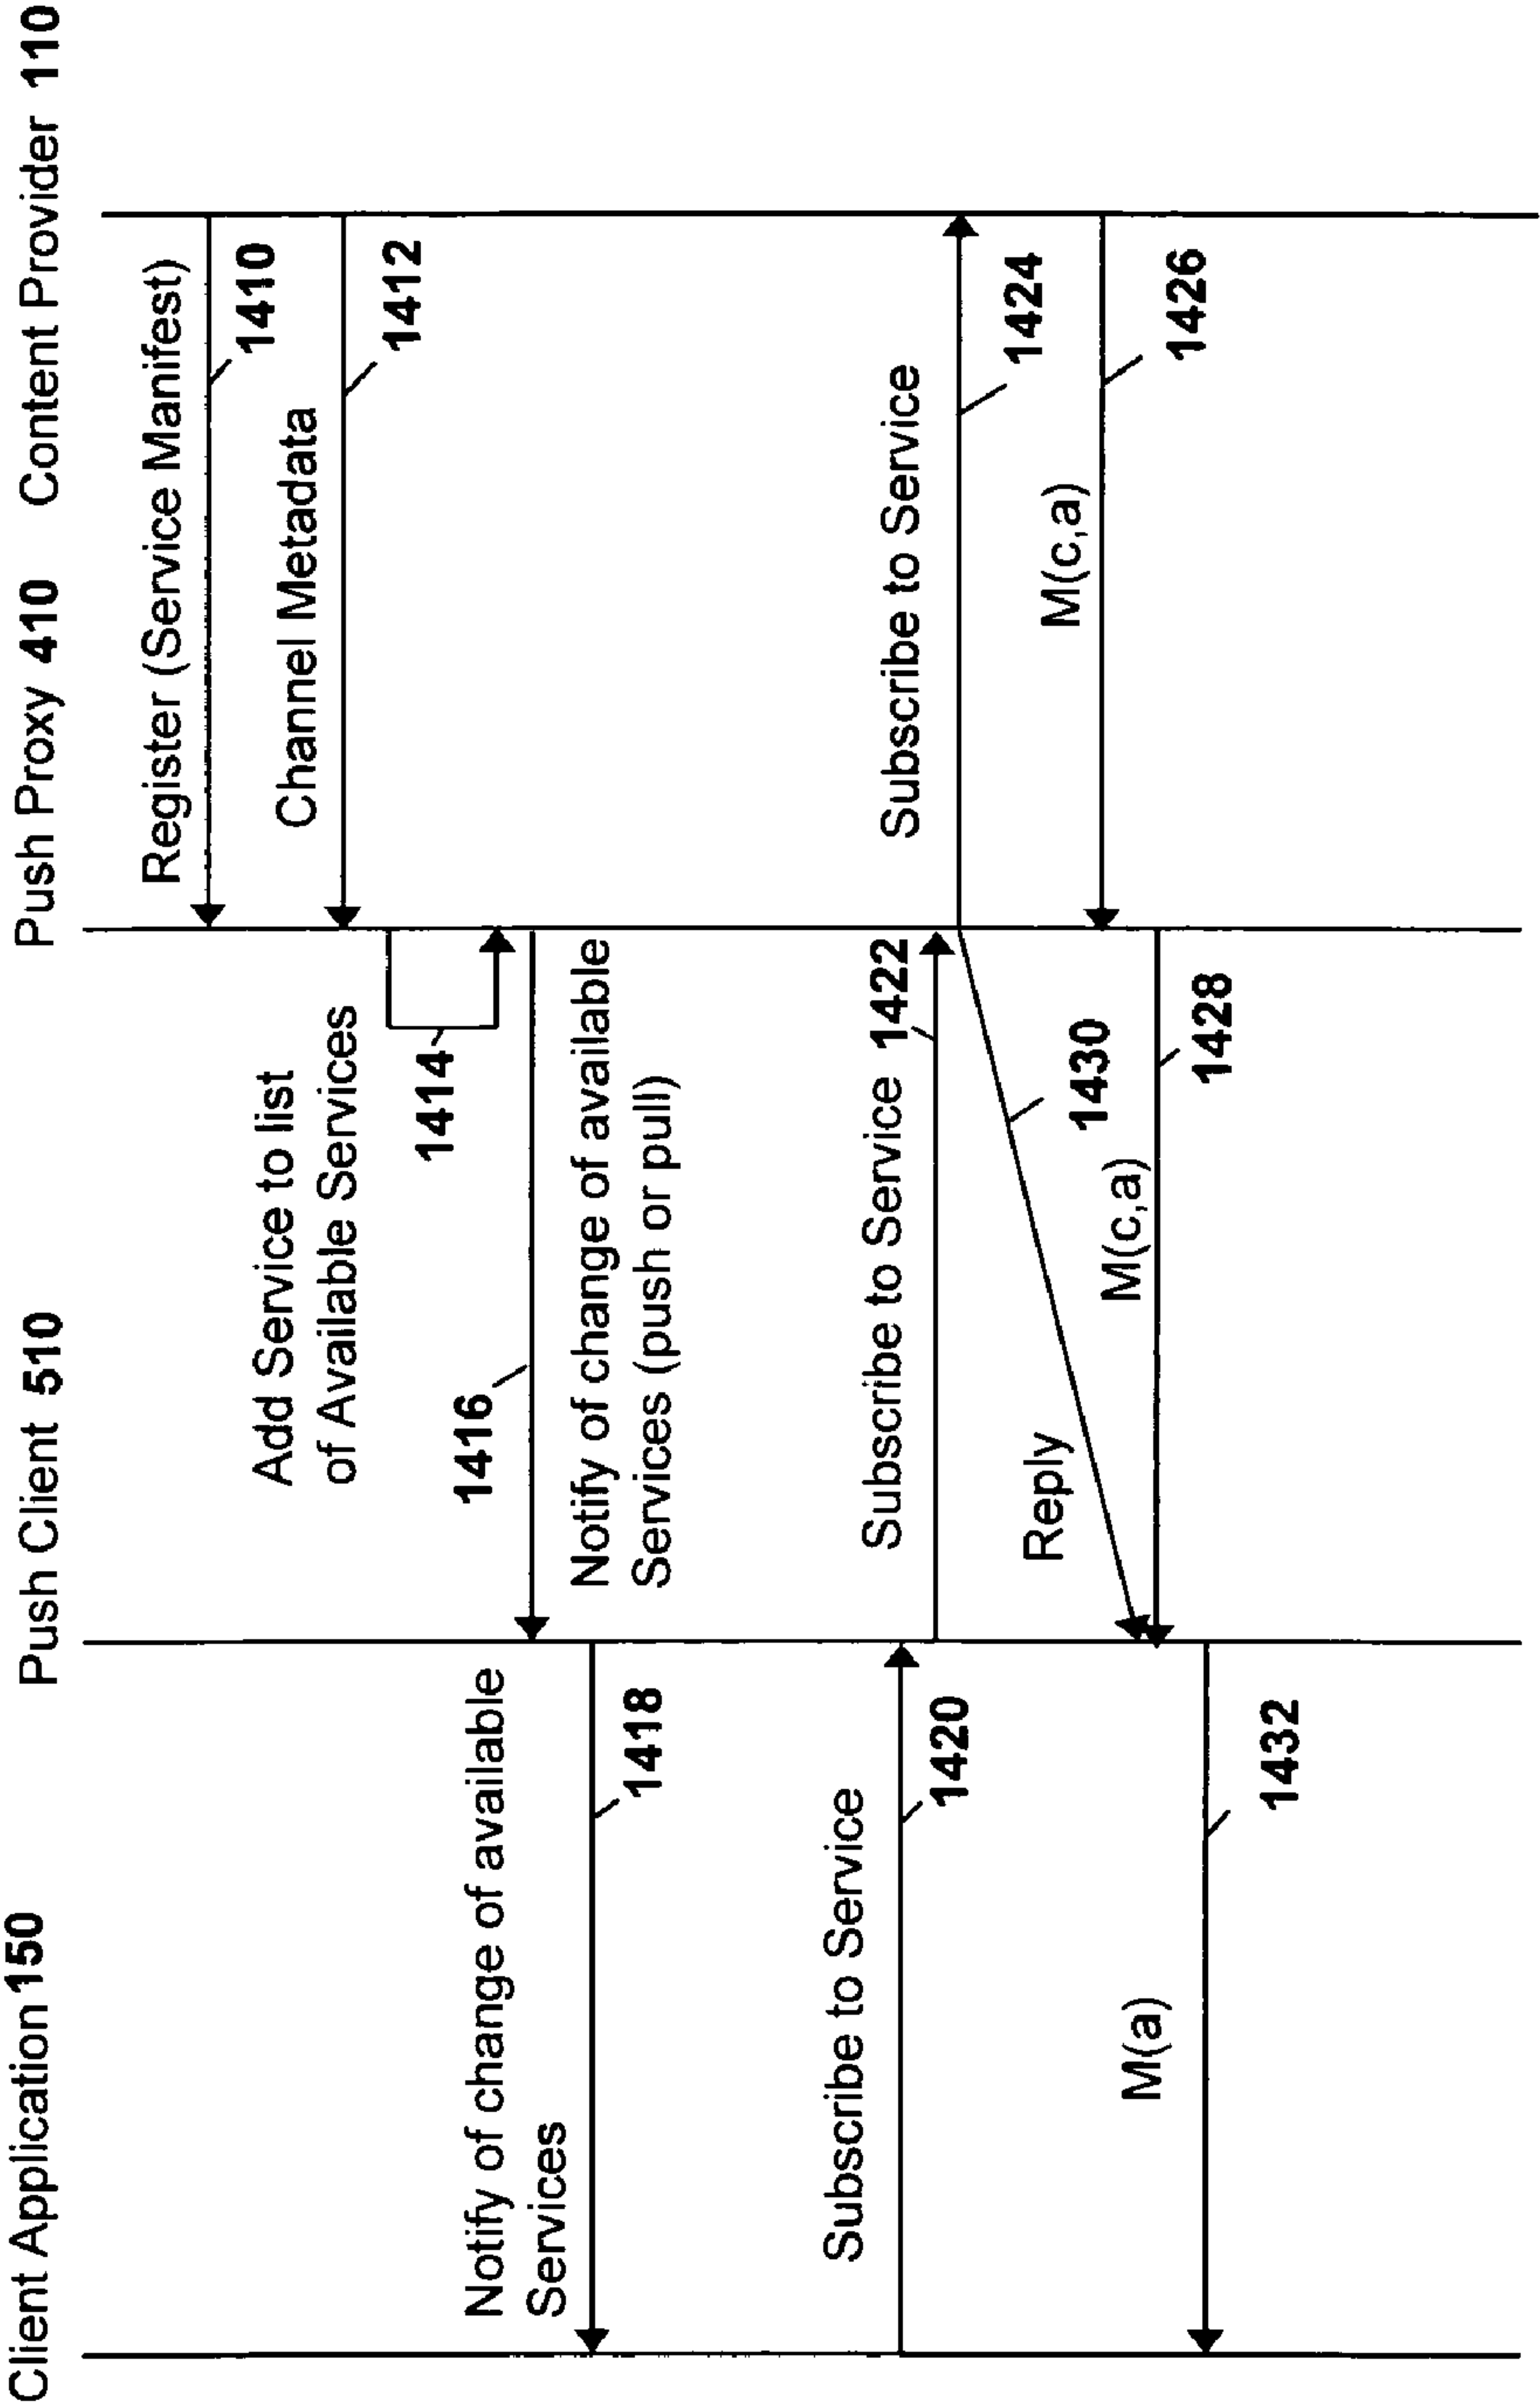 Client Application 150
Push Client 510
Push Proxy 410
Content Provider 110
Register (Service Manifest)
1410
Channel Metadata
1412
Add Service to list
of Available Services
1414
1416
Notify of change of available
Services (push or pull)
Notify of change of available
Services
1418
Subscribe to Service
1420
Subscribe to Service 1422
Subscribe to Service
1424
M(c,a)
1426
Reply
1430
M(c,a)
1428
M(a)
1432